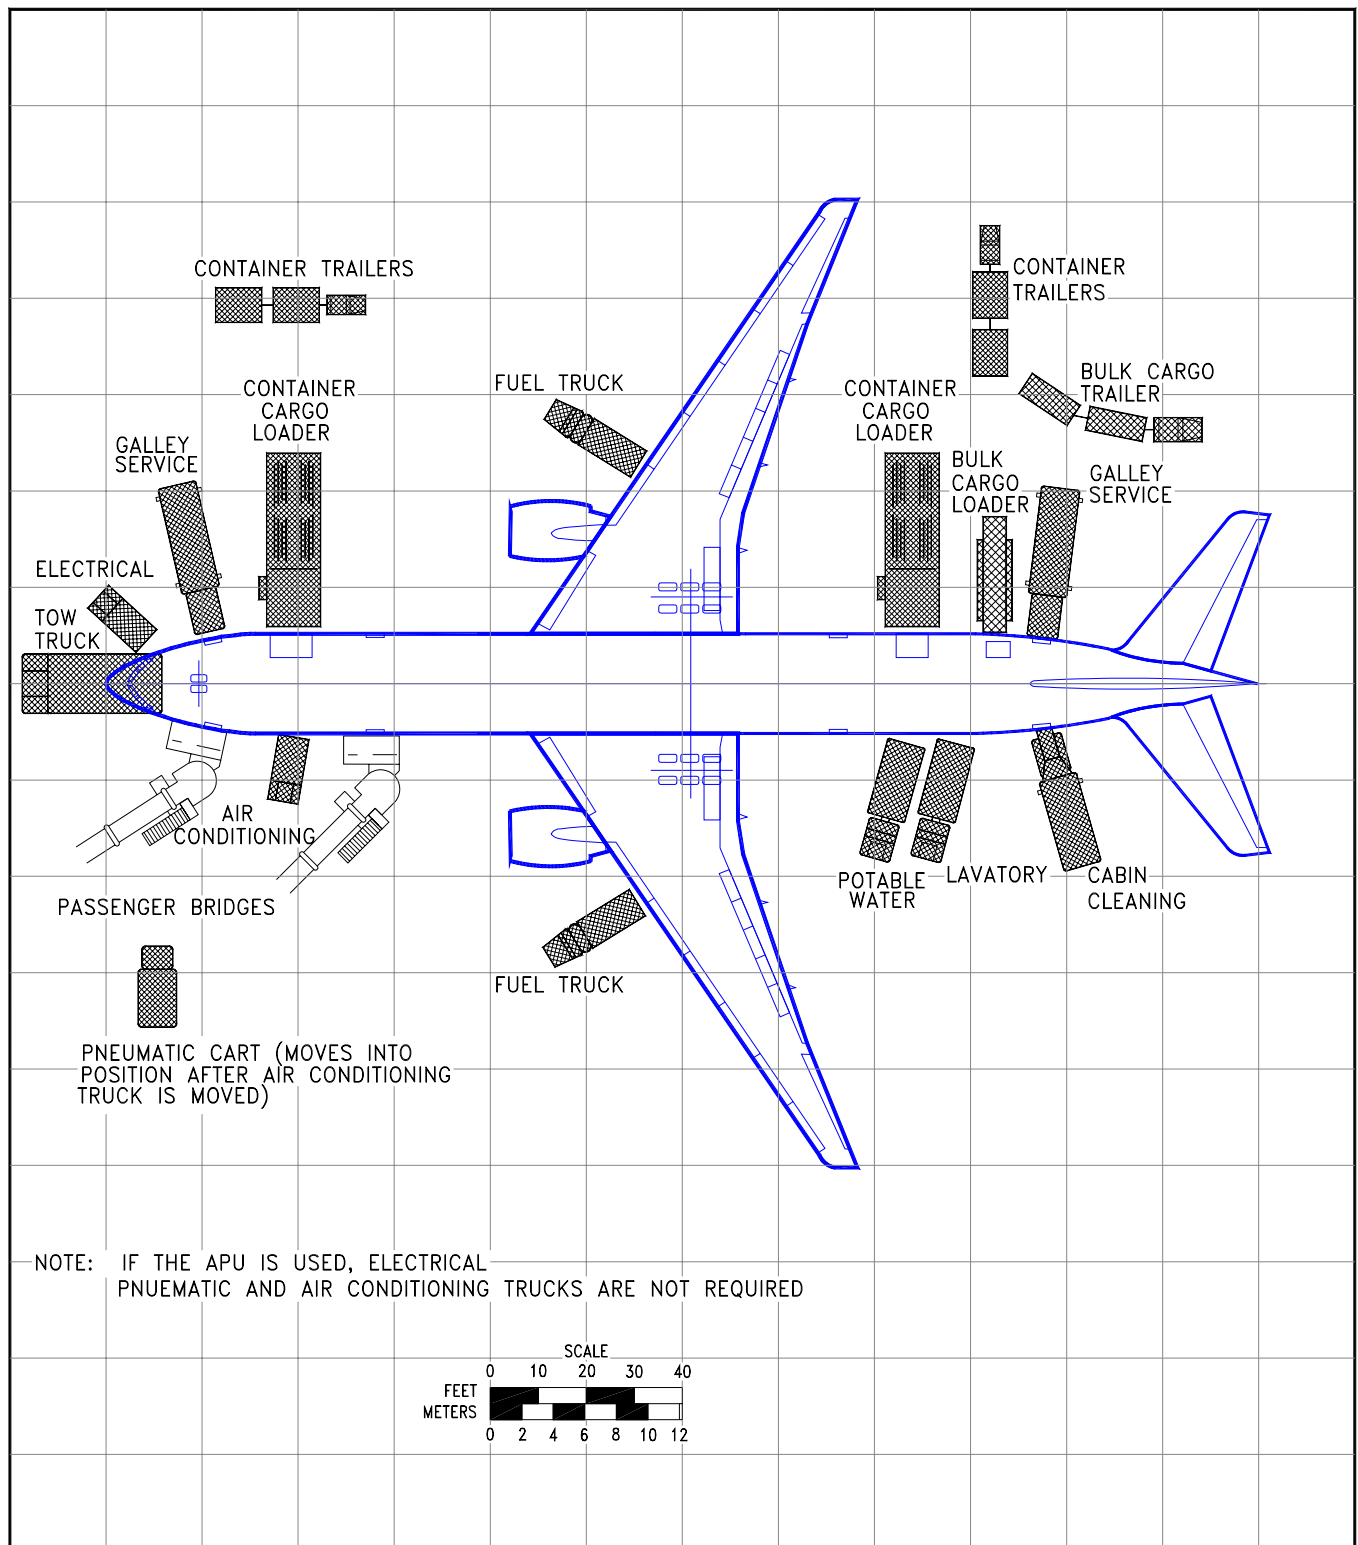 CONTAINER TRAILERS
CONTAINER
TRAILERS
FUEL TRUCK
BULK CARGO
TRAILER
CONTAINER
CARGO
LOADER
CONTAINER
CARGO
LOADER
GALLEY
SERVICE
BULK
CARGO
LOADER
GALLEY
SERVICE
ELECTRICAL
TOW
TRUCK
AIR
CONDITIONING
POTABLE
WATER
LAVATORY
CABIN
CLEANING
PASSENGER BRIDGES
FUEL TRUCK
PNEUMATIC CART (MOVES INTO
POSITION AFTER AIR CONDITIONING
TRUCK IS MOVED)
NOTE: IF THE APU IS USED, ELECTRICAL
PNUEMATIC AND AIR CONDITIONING TRUCKS ARE NOT REQUIRED
SCALE
0 10 20 30 40
FEET
METERS
0 2 4 6 8 10 12